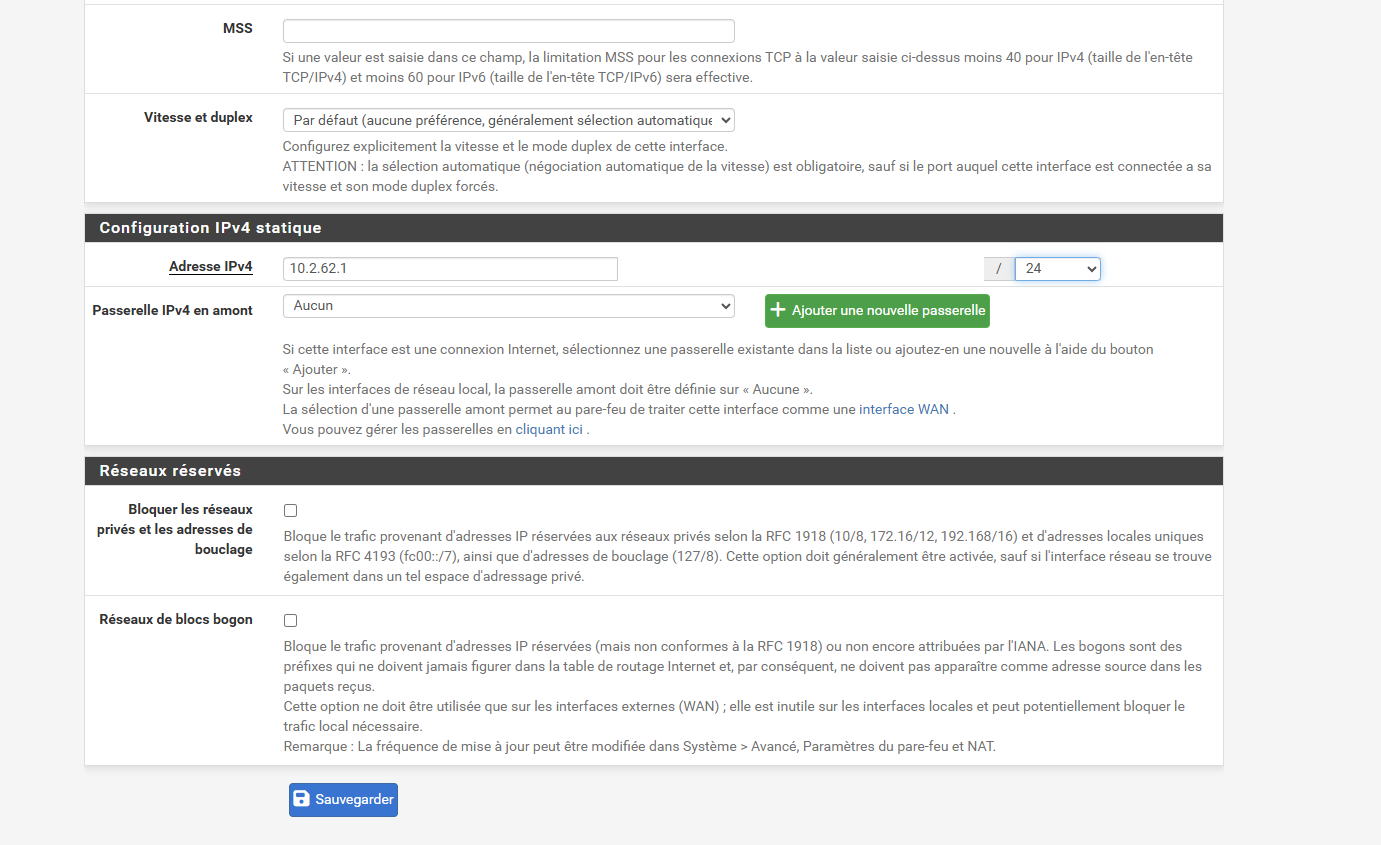 MSS
Si une valeur est saisie dans ce champ, la limitation MSS pour les connexions TCP à la valeur saisie ci-dessus moins 40 pour IPv4 (taille de l'en-tête
TCP/IPv4) et moins 60 pour IPv6 (taille de l'en-tête TCP/IPv6) sera effective.
Vitesse et duplex
Par défaut (aucune préférence, généralement sélection automatique
Configurez explicitement la vitesse et le mode duplex de cette interface.
ATTENTION : la sélection automatique (négociation automatique de la vitesse) est obligatoire, sauf si le port auquel cette interface est connectée a sa
vitesse et son mode duplex forcés.
Configuration IPv4 statique
Adresse IPv4
10.2.62.1
/
24
Passerelle IPv4 en amont
Aucun
Ajouter une nouvelle passerelle
Si cette interface est une connexion Internet, sélectionnez une passerelle existante dans la liste ou ajoutez-en une nouvelle à l'aide du bouton
« Ajouter ».
Sur les interfaces de réseau local, la passerelle amont doit être définie sur « Aucune ».
La sélection d'une passerelle amont permet au pare-feu de traiter cette interface comme une interface WAN .
Vous pouvez gérer les passerelles en cliquant ici .
Réseaux réservés
Bloquer les réseaux
privés et les adresses de
bouclage
Bloque le trafic provenant d'adresses IP réservées aux réseaux privés selon la RFC 1918 (10/8, 172.16/12, 192.168/16) et d'adresses locales uniques
selon la RFC 4193 (fc00::/7), ainsi que d'adresses de bouclage (127/8). Cette option doit généralement être activée, sauf si l'interface réseau se trouve
également dans un tel espace d'adressage privé.
Réseaux de blocs bogon
Bloque le trafic provenant d'adresses IP réservées (mais non conformes à la RFC 1918) ou non encore attribuées par l'IANA. Les bogons sont des
préfixes qui ne doivent jamais figurer dans la table de routage Internet et, par conséquent, ne doivent pas apparaître comme adresse source dans les
paquets reçus.
Cette option ne doit être utilisée que sur les interfaces externes (WAN) ; elle est inutile sur les interfaces locales et peut potentiellement bloquer le
trafic local nécessaire.
Remarque : La fréquence de mise à jour peut être modifiée dans Système > Avancé, Paramètres du pare-feu et NAT.
Sauvegarder